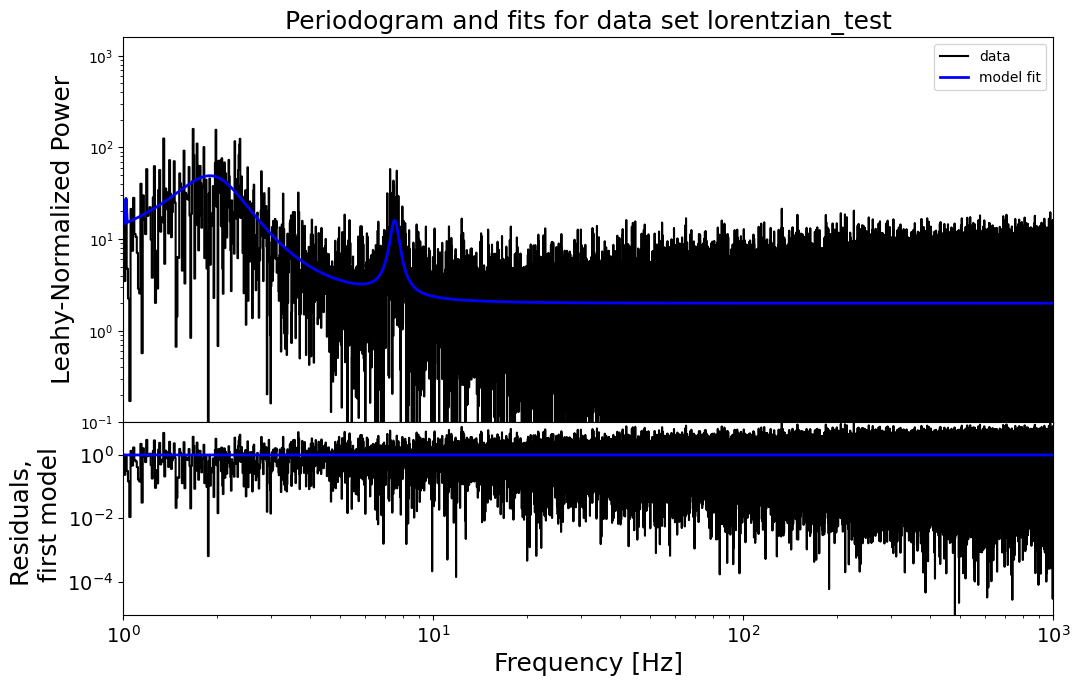 Periodogram and fits for data set lorentzian_test
Leahy-Normalized Power
10³
10²
10¹
10⁰
10⁻¹
data
model fit
Residuals,
first model
10⁰
10⁻²
10⁻⁴
10⁰ 10¹ 10² 10³
Frequency [Hz]